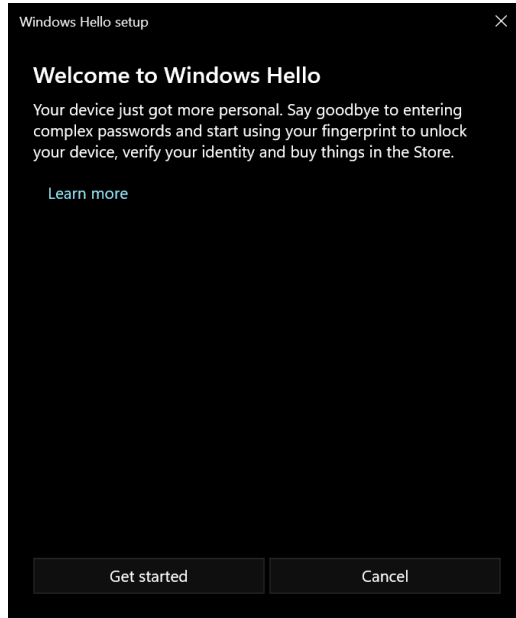 Windows Hello setup
Welcome to Windows Hello
Your device just got more personal. Say goodbye to entering
complex passwords and start using your fingerprint to unlock
your device, verify your identity and buy things in the Store.
Learn more
Get started
Cancel